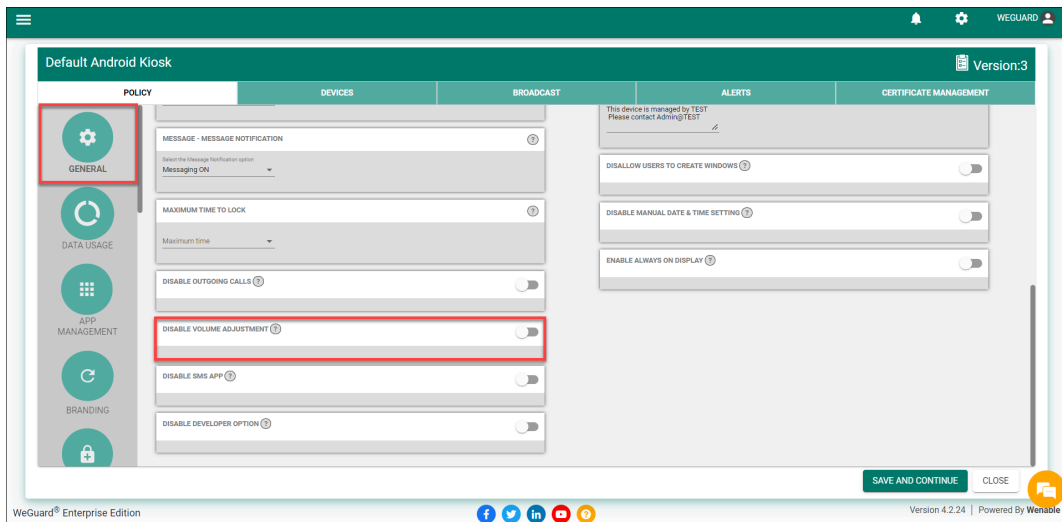 WEGUARD
Default Android Kiosk
Version:3
POLICY
DEVICES
BROADCAST
ALERTS
CERTIFICATE MANAGEMENT
GENERAL
DATA USAGE
APP
MANAGEMENT
BRANDING
MESSAGE - MESSAGE NOTIFICATION ?
Select the Message Notification option
Messaging ON
MAXIMUM TIME TO LOCK ?
Maximum time
DISABLE OUTGOING CALLS ?
DISABLE VOLUME ADJUSTMENT ?
DISABLE SMS APP ?
DISABLE DEVELOPER OPTION ?
This device is managed by TEST
Please contact Admin@TEST
DISALLOW USERS TO CREATE WINDOWS ?
DISABLE MANUAL DATE & TIME SETTING ?
ENABLE ALWAYS ON DISPLAY ?
SAVE AND CONTINUE
CLOSE
WeGuard® Enterprise Edition
Version 4.2.24 | Powered By Wenable